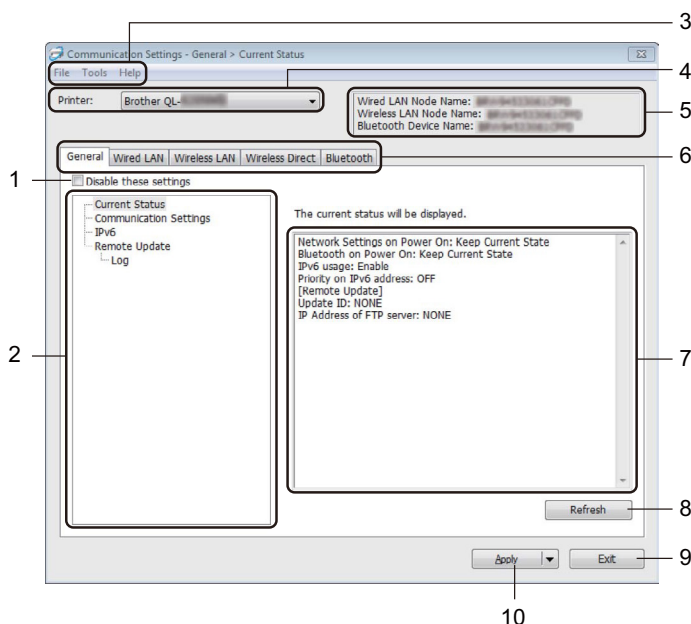 3
Communication Settings - General > Current Status
File Tools Help
4
Printer: Brother QL-
Wired LAN Node Name:
Wireless LAN Node Name:
Bluetooth Device Name:
5
General Wired LAN Wireless LAN Wireless Direct Bluetooth
6
1
Disable these settings
Current Status
Communication Settings
IPv6
Remote Update
Log
2
The current status will be displayed.
Network Settings on Power On: Keep Current State
Bluetooth on Power On: Keep Current State
IPv6 usage: Enable
Priority on IPv6 address: OFF
[Remote Update]
Update ID: NONE
IP Address of FTP server: NONE
7
Refresh
8
Apply Exit
9
10